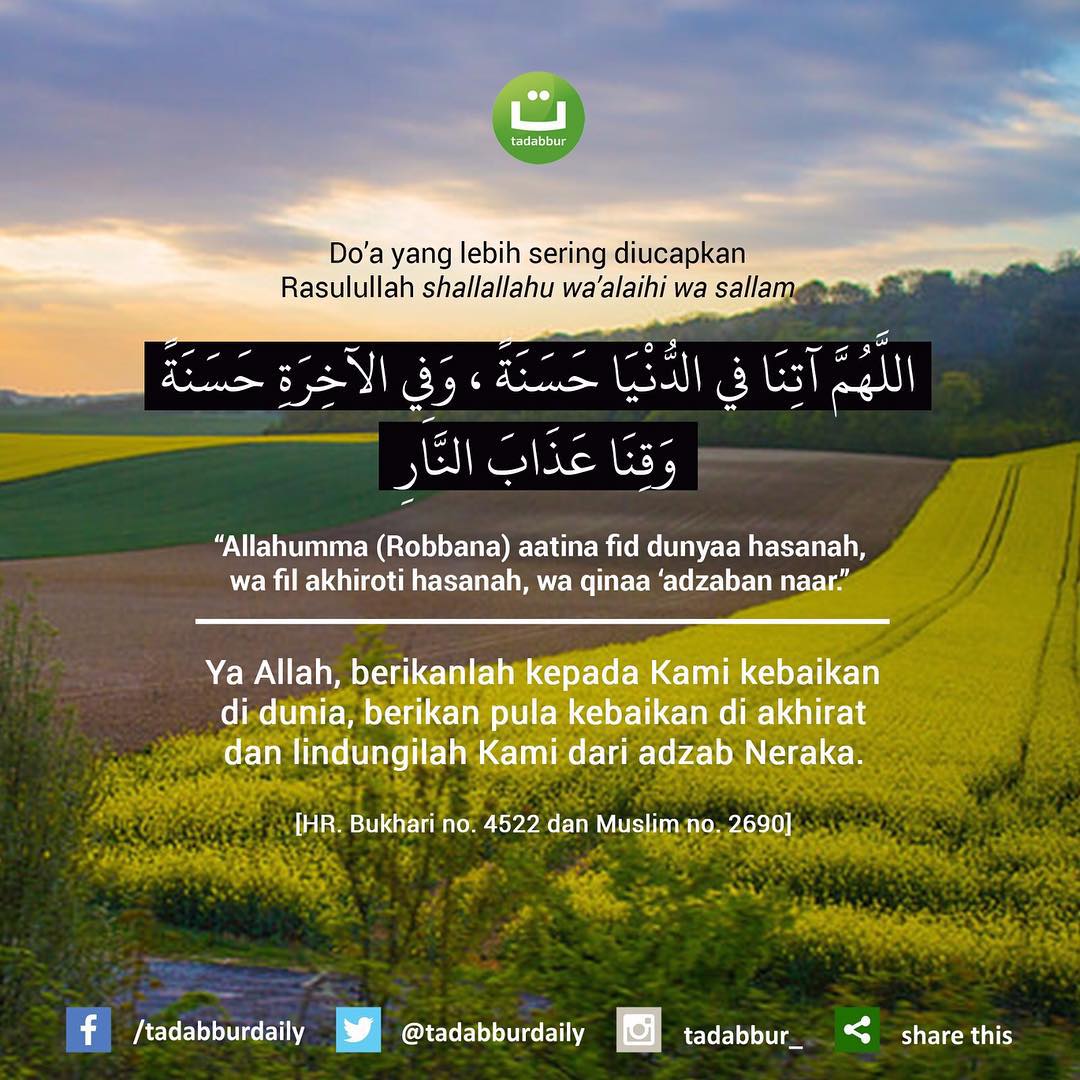 ت
tadabbur
Do’a yang lebih sering diucapkan
Rasulullah shallallahu wa’alaihi wa sallam
اللَّهُمَّ آتِنَا فِي الدُّنْيَا حَسَنَةً ، وَفِي الآخِرَةِ حَسَنَةً
وَقِنَا عَذَابَ النَّارِ
“Allahumma (Robbana) aatina fid dunyaa hasanah,
wa fil akhiroti hasanah, wa qinaa ‘adzaban naar.”
Ya Allah, berikanlah kepada Kami kebaikan
di dunia, berikan pula kebaikan di akhirat
dan lindungilah Kami dari adzab Neraka.
[HR. Bukhari no. 4522 dan Muslim no. 2690]
f /tadabburdaily @tadabburdaily tadabbur_ share this